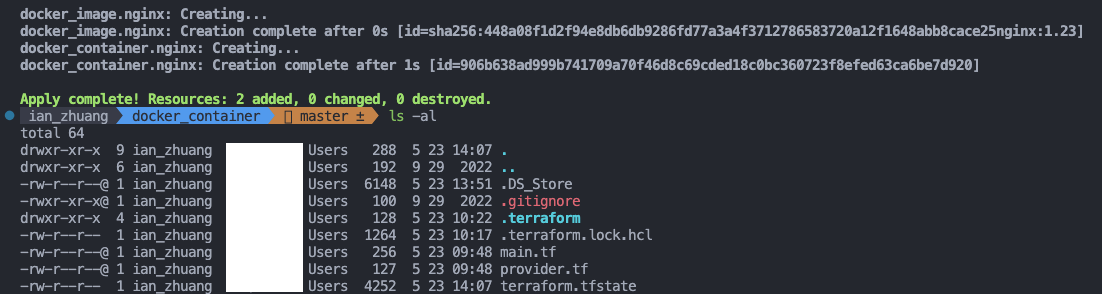 docker_image.nginx: Creating...
docker_image.nginx: Creation complete after 0s [id=sha256:448a08f1d2f94e8db6db9286fd77a3a4f3712786583720a12f1648abb8cace25nginx:1.23]
docker_container.nginx: Creating...
docker_container.nginx: Creation complete after 1s [id=906b638ad999b741709a70f46d8c69cded18c0bc360723f8efed63ca6be7d920]
Apply complete! Resources: 2 added, 0 changed, 0 destroyed.
ian_zhuang docker_container master ± ls -al
total 64
drwxr-xr-x 9 ian_zhuang Users 288 5 23 14:07 .
drwxr-xr-x 6 ian_zhuang Users 192 9 29 2022 ..
-rw-r--r--@ 1 ian_zhuang Users 6148 5 23 13:51 .DS_Store
-rwxr-xr-x@ 1 ian_zhuang Users 100 9 29 2022 .gitignore
drwxr-xr-x 4 ian_zhuang Users 128 5 23 10:22 .terraform
-rw-r--r-- 1 ian_zhuang Users 1264 5 23 10:17 .terraform.lock.hcl
-rw-r--r--@ 1 ian_zhuang Users 256 5 23 09:48 main.tf
-rw-r--r--@ 1 ian_zhuang Users 127 5 23 09:48 provider.tf
-rw-r--r-- 1 ian_zhuang Users 4252 5 23 14:07 terraform.tfstate